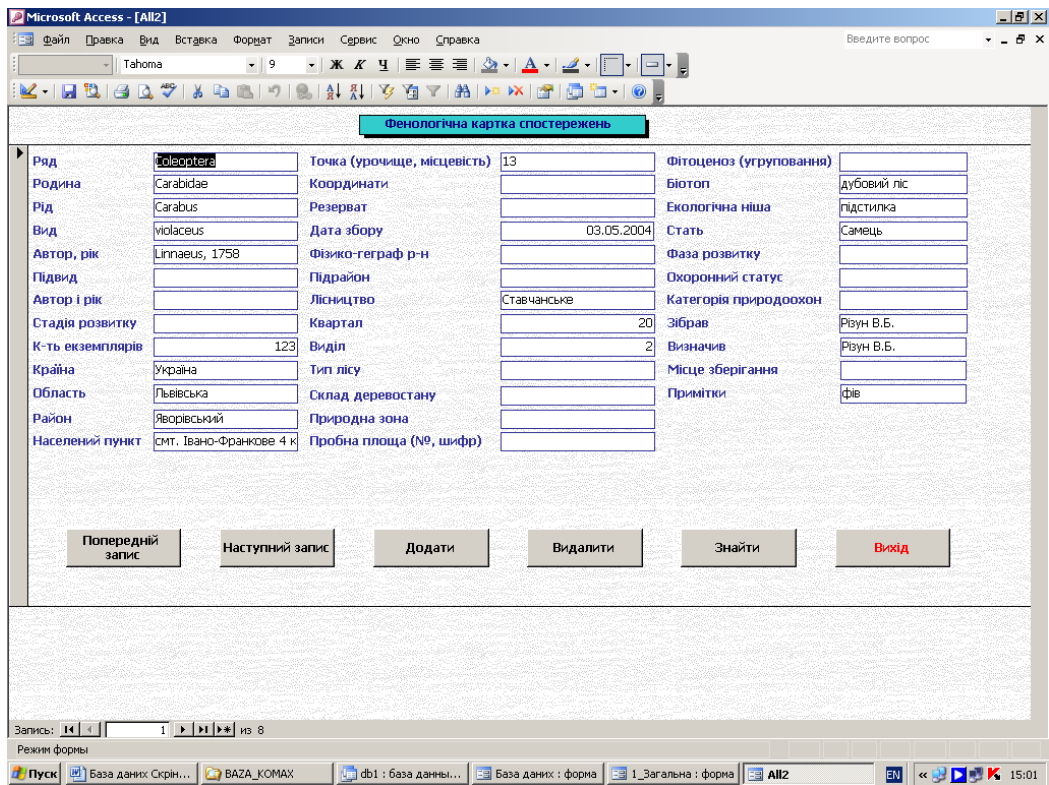 Microsoft Access - [All2]
Файл Правка Вид Вставка Формат Записи Сервис Окно Справка Введите вопрос
Tahoma 9 Ж К Ч
Фенологічна картка спостережень
Ряд Coleoptera Точка (урочище, місцевість) 13 Фітоценоз (угруповання)
Родина Carabidae Координати Біотоп дубовий ліс
Рід Carabus Резерват Екологічна ніша підстилка
Вид violaceus Дата збору 03.05.2004 Стать Самець
Автор, рік Linnaeus, 1758 Фізико-геграф р-н Фаза розвитку
Підвид Підрайон Охоронний статус
Автор і рік Лісництво Ставчанське Категорія природоохон
Стадія розвитку Квартал 20 Зібрав Різун В.Б.
К-ть екземплярів 123 Виділ 2 Визначив Різун В.Б.
Країна Україна Тип лісу Місце зберігання
Область Львівська Склад деревостану Примітки фів
Район Яворівський Природна зона
Населений пункт смт. Івано-Франкове 4 к Пробна площа (№, шифр)
Попередній запис Наступний запис Додати Видалити Знайти Вихід
Запись: 1 из 8
Режим формы
Пуск База даних Скрін... BAZA_KOMAX db1 : база данны... База даних : форма 1_Загальна : форма All2 EN « 15:01